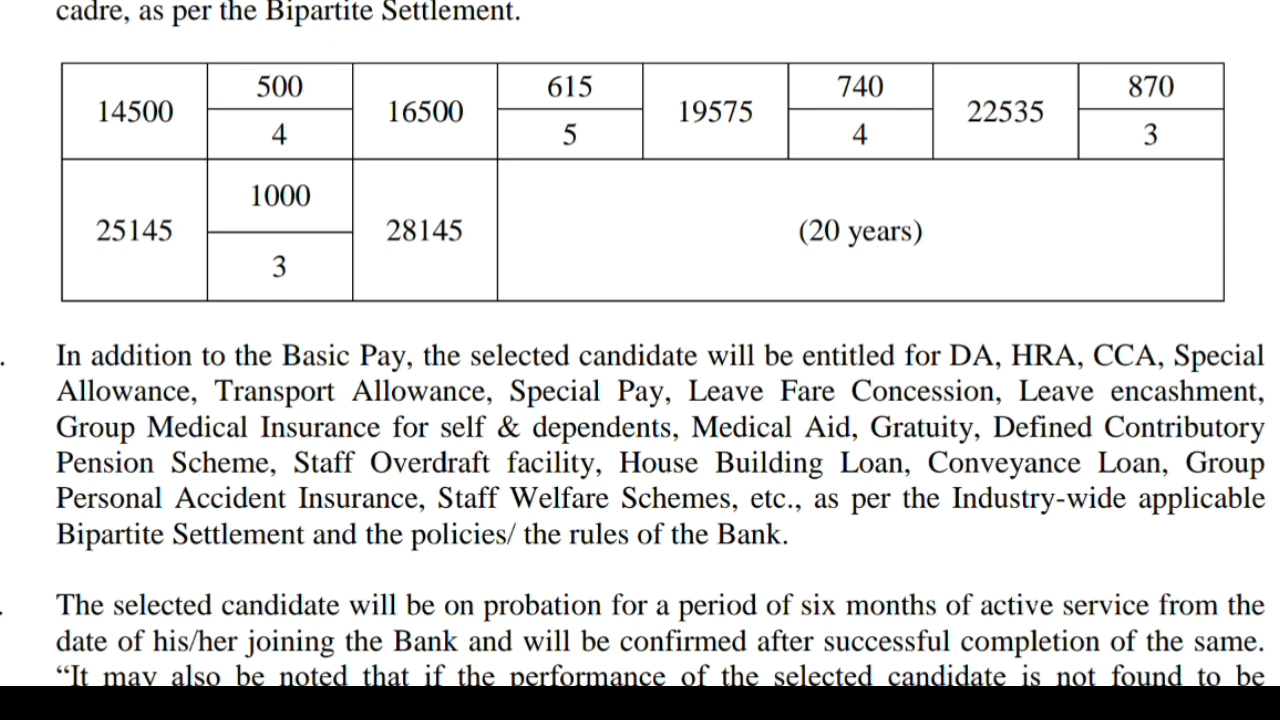 cadre, as per the Bipartite Settlement.
14500 500 16500 615 19575 740 22535 870
4 5 4 3
25145 1000 28145 (20 years)
3
. In addition to the Basic Pay, the selected candidate will be entitled for DA, HRA, CCA, Special
Allowance, Transport Allowance, Special Pay, Leave Fare Concession, Leave encashment,
Group Medical Insurance for self & dependents, Medical Aid, Gratuity, Defined Contributory
Pension Scheme, Staff Overdraft facility, House Building Loan, Conveyance Loan, Group
Personal Accident Insurance, Staff Welfare Schemes, etc., as per the Industry-wide applicable
Bipartite Settlement and the policies/ the rules of the Bank.
. The selected candidate will be on probation for a period of six months of active service from the
date of his/her joining the Bank and will be confirmed after successful completion of the same.
“It may also be noted that if the performance of the selected candidate is not found to be